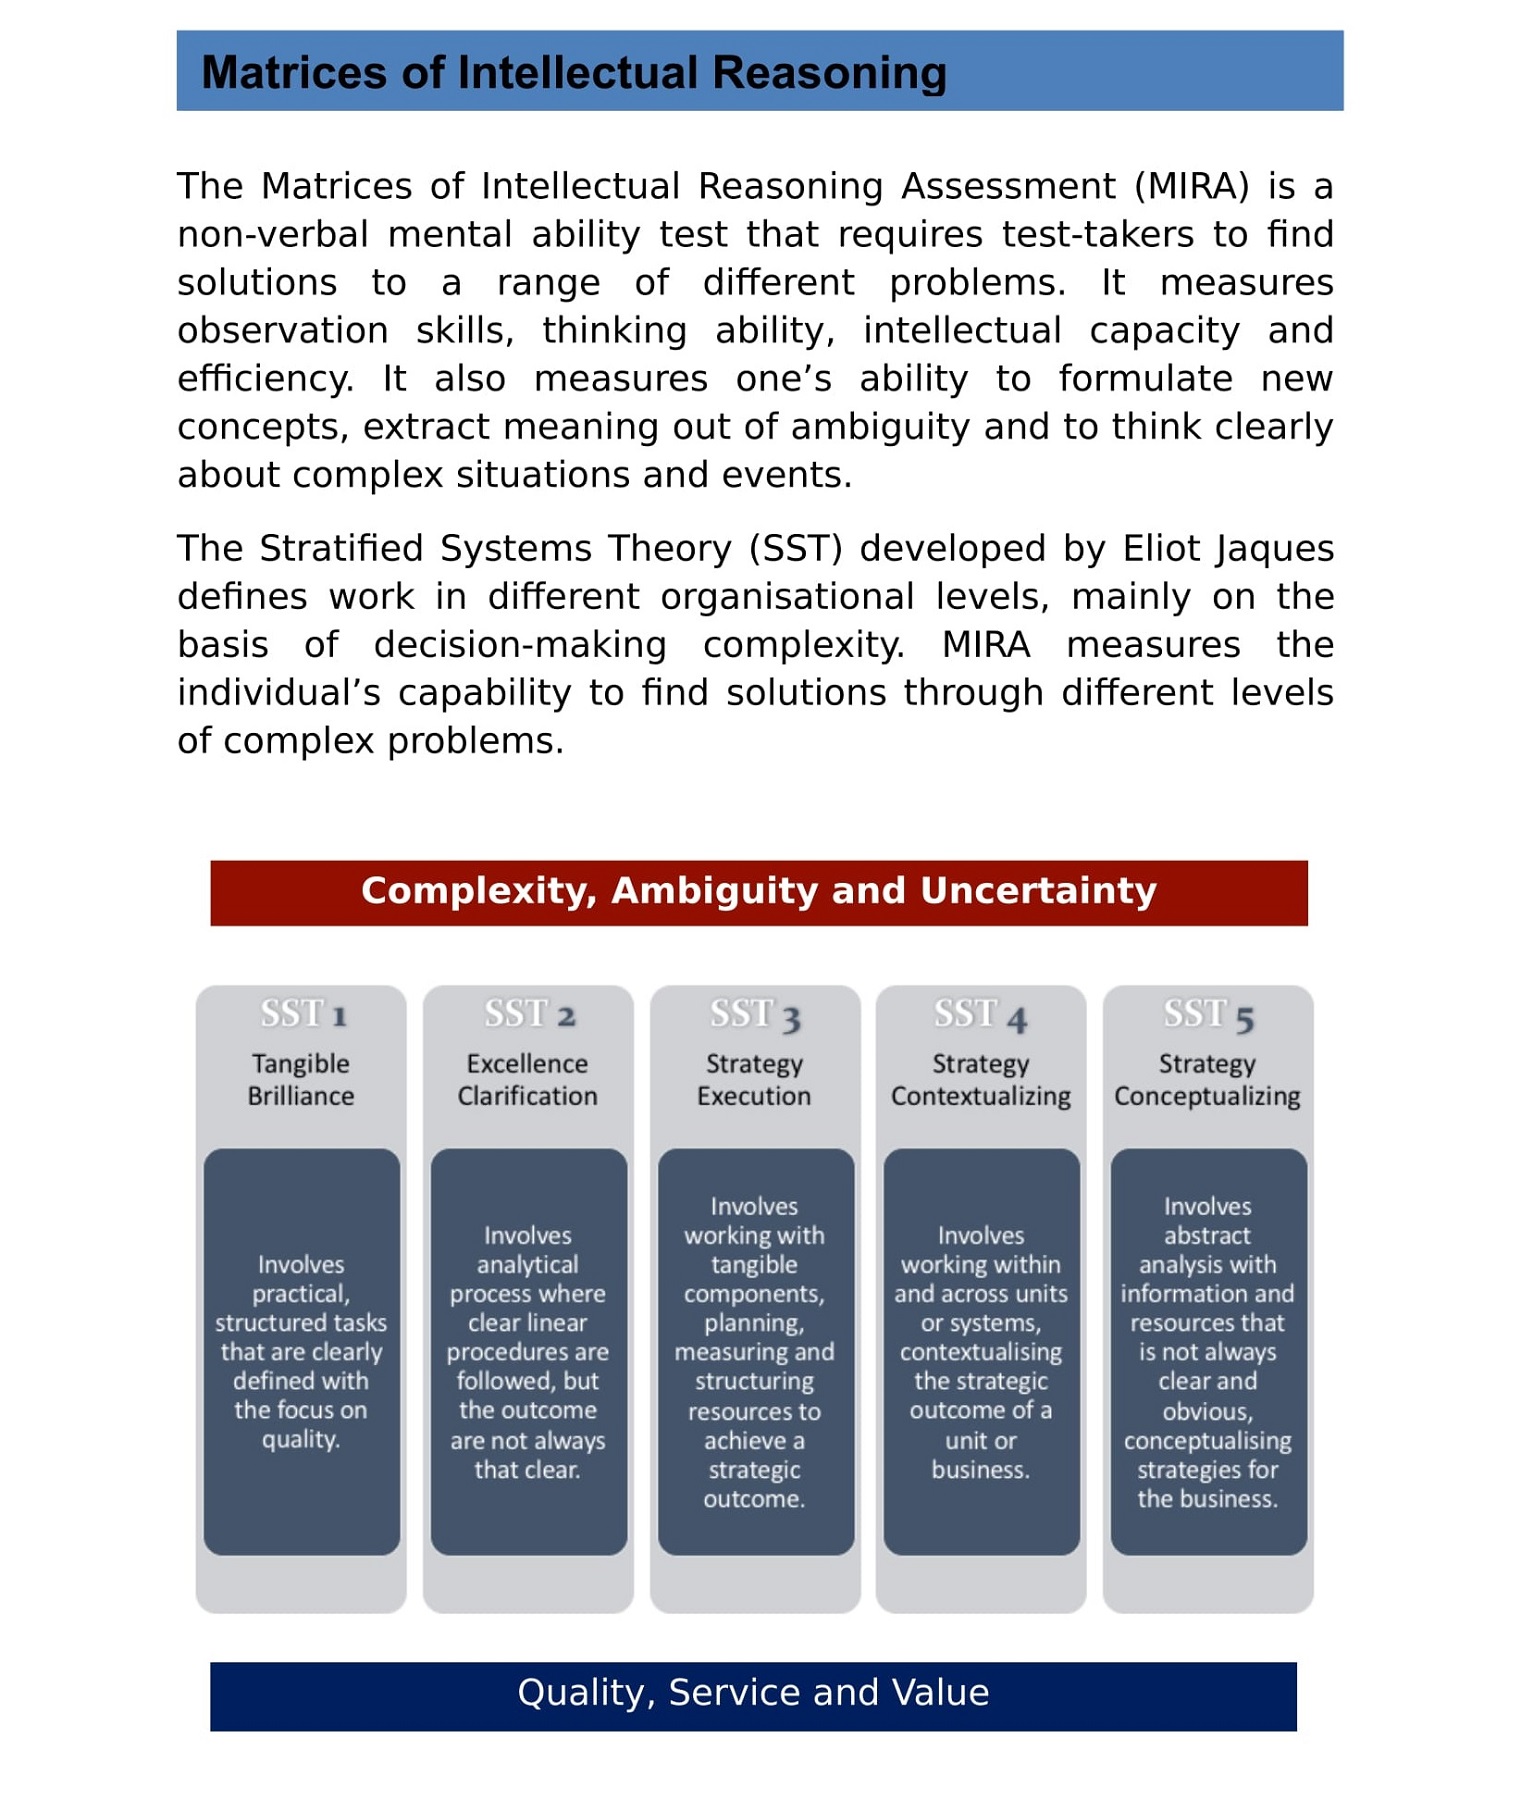 Matrices of Intellectual Reasoning
The Matrices of Intellectual Reasoning Assessment (MIRA) is a
non-verbal mental ability test that requires test-takers to find
solutions to a range of different problems. It measures
observation skills, thinking ability, intellectual capacity and
efficiency. It also measures one’s ability to formulate new
concepts, extract meaning out of ambiguity and to think clearly
about complex situations and events.
The Stratified Systems Theory (SST) developed by Eliot Jaques
defines work in different organisational levels, mainly on the
basis of decision-making complexity. MIRA measures the
individual’s capability to find solutions through different levels
of complex problems.
Complexity, Ambiguity and Uncertainty
SST 1
Tangible
Brilliance
Involves
practical,
structured tasks
that are clearly
defined with
the focus on
quality.
SST 2
Excellence
Clarification
Involves
analytical
process where
clear linear
procedures are
followed, but
the outcome
are not always
that clear.
SST 3
Strategy
Execution
Involves
working with
tangible
components,
planning,
measuring and
structuring
resources to
achieve a
strategic
outcome.
SST 4
Strategy
Contextualizing
Involves
working within
and across units
or systems,
contextualising
the strategic
outcome of a
unit or
business.
SST 5
Strategy
Conceptualizing
Involves
abstract
analysis with
information and
resources that
is not always
clear and
obvious,
conceptualising
strategies for
the business.
Quality, Service and Value